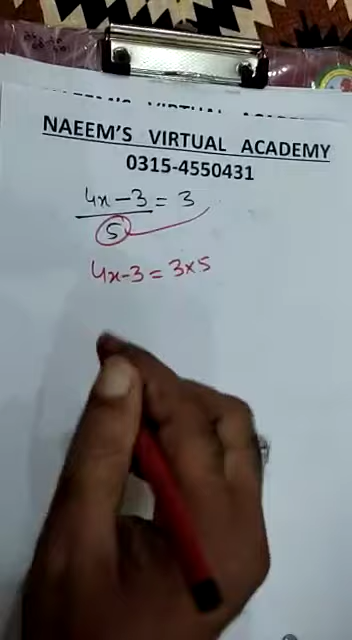 NAEEM'S VIRTUAL ACADEMY
0315-4550431
4x-3 = 3
5
4x-3 = 3x5